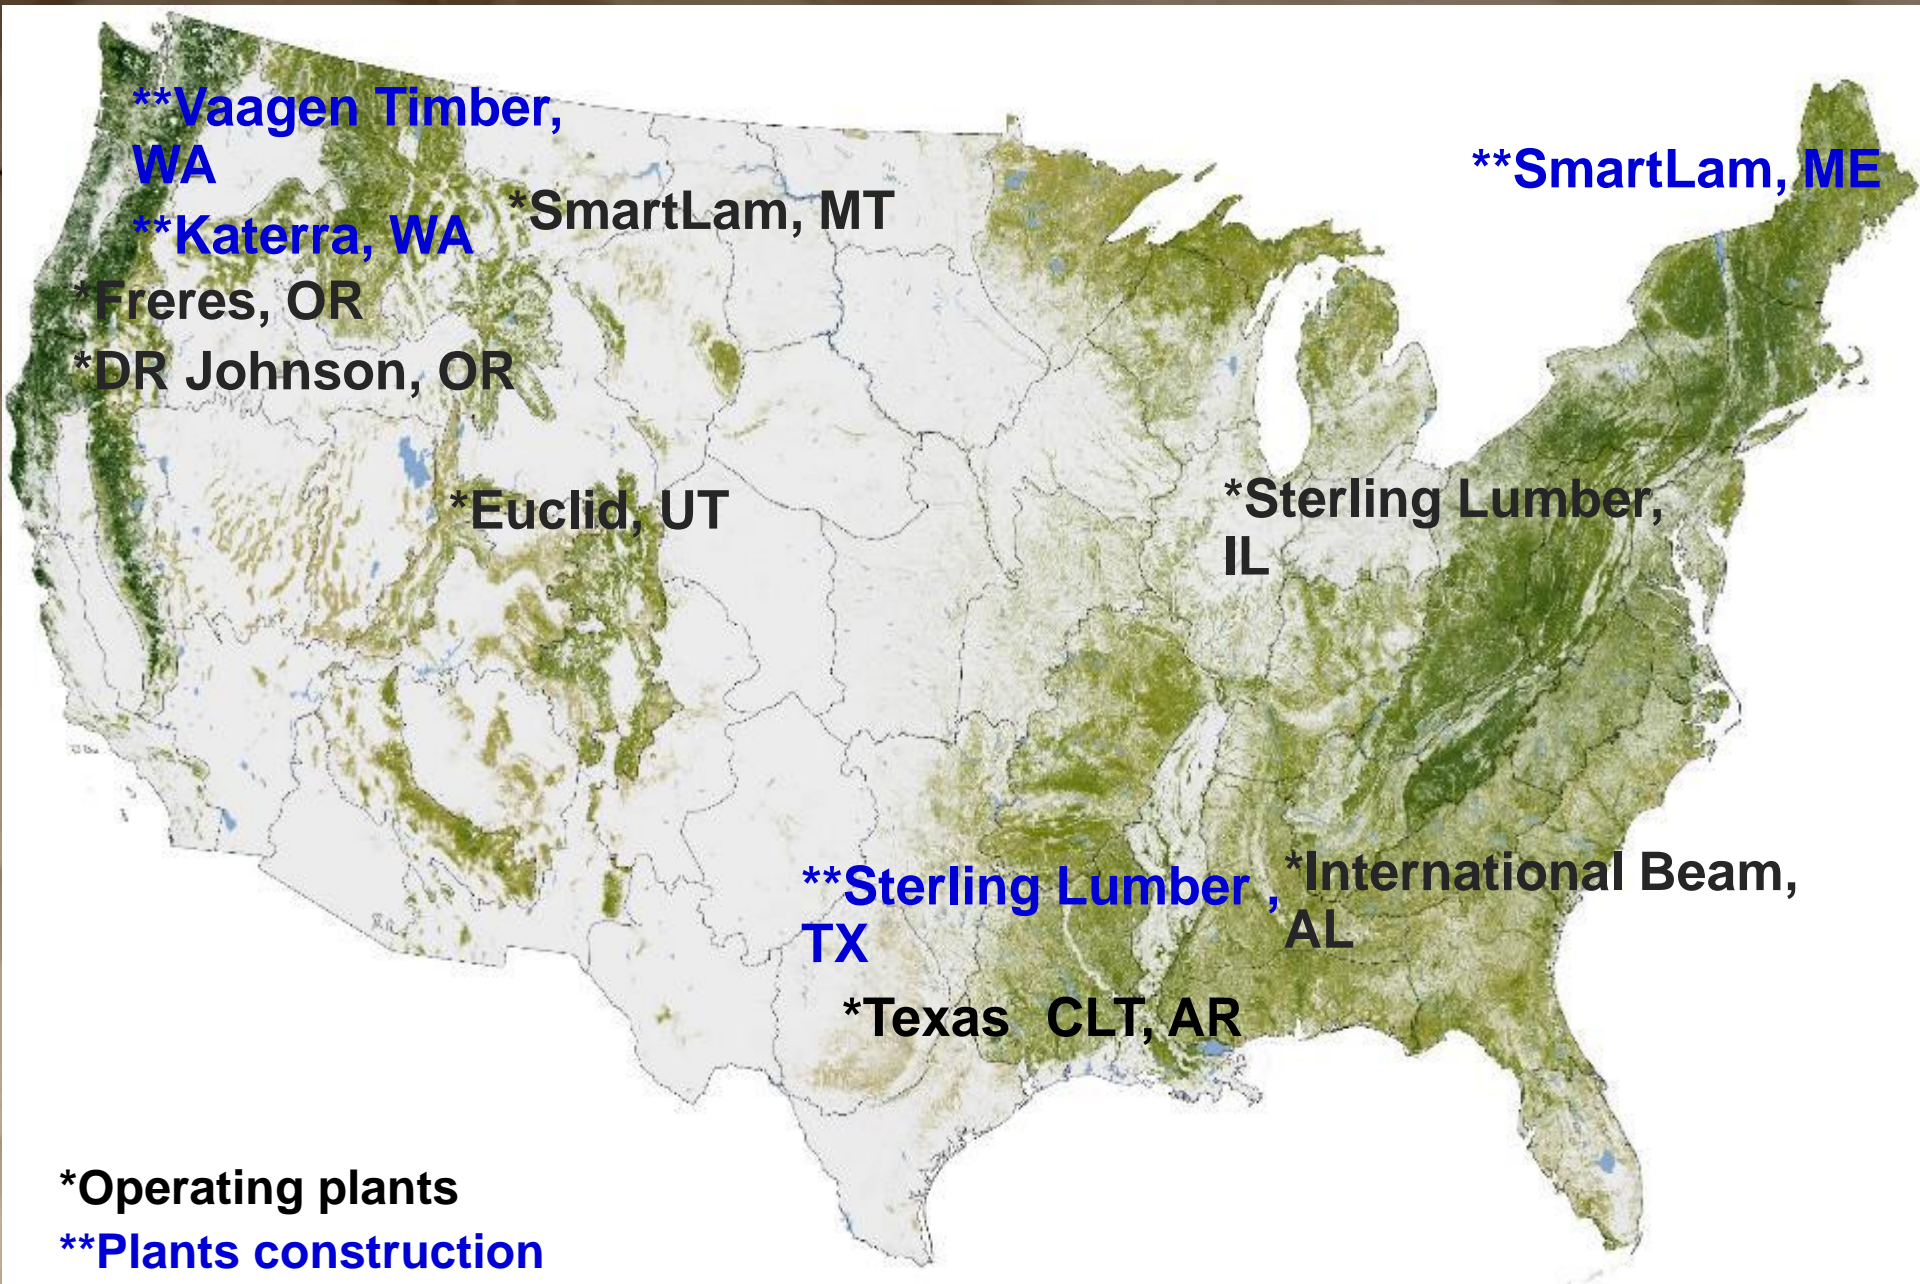 **Vaagen Timber,
WA
**SmartLam, ME
*SmartLam, MT
**Katerra, WA
*Freres, OR
*DR Johnson, OR
*Euclid, UT
*Sterling Lumber,
IL
**Sterling Lumber ,
TX
*International Beam,
AL
*Texas CLT, AR
*Operating plants
**Plants construction